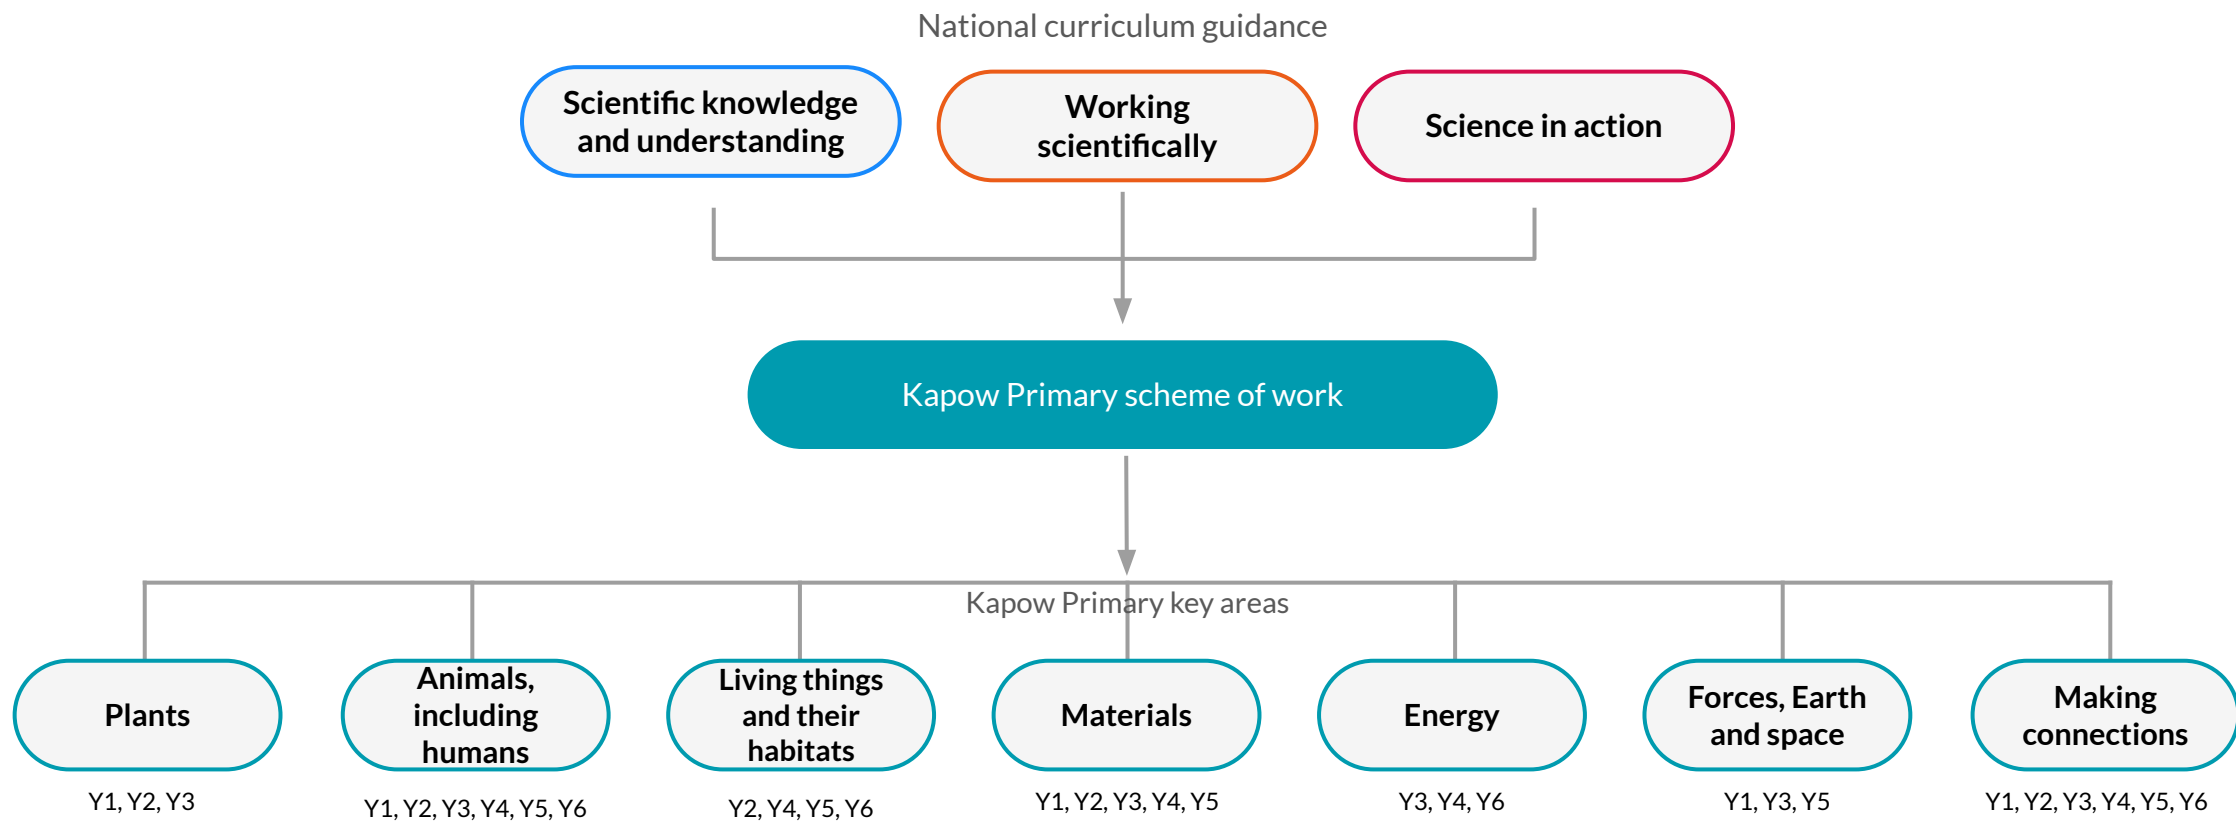 National curriculum guidance
Scientific knowledge
and understanding
Working
scientifically
Science in action
Kapow Primary scheme of work
Kapow Primary key areas
Plants
Animals,
including
humans
Living things
and their
habitats
Materials
Energy
Forces, Earth
and space
Making
connections
Y1, Y2, Y3
Y1, Y2, Y3, Y4, Y5, Y6
Y2, Y4, Y5, Y6
Y1, Y2, Y3, Y4, Y5
Y3, Y4, Y6
Y1, Y3, Y5
Y1, Y2, Y3, Y4, Y5, Y6